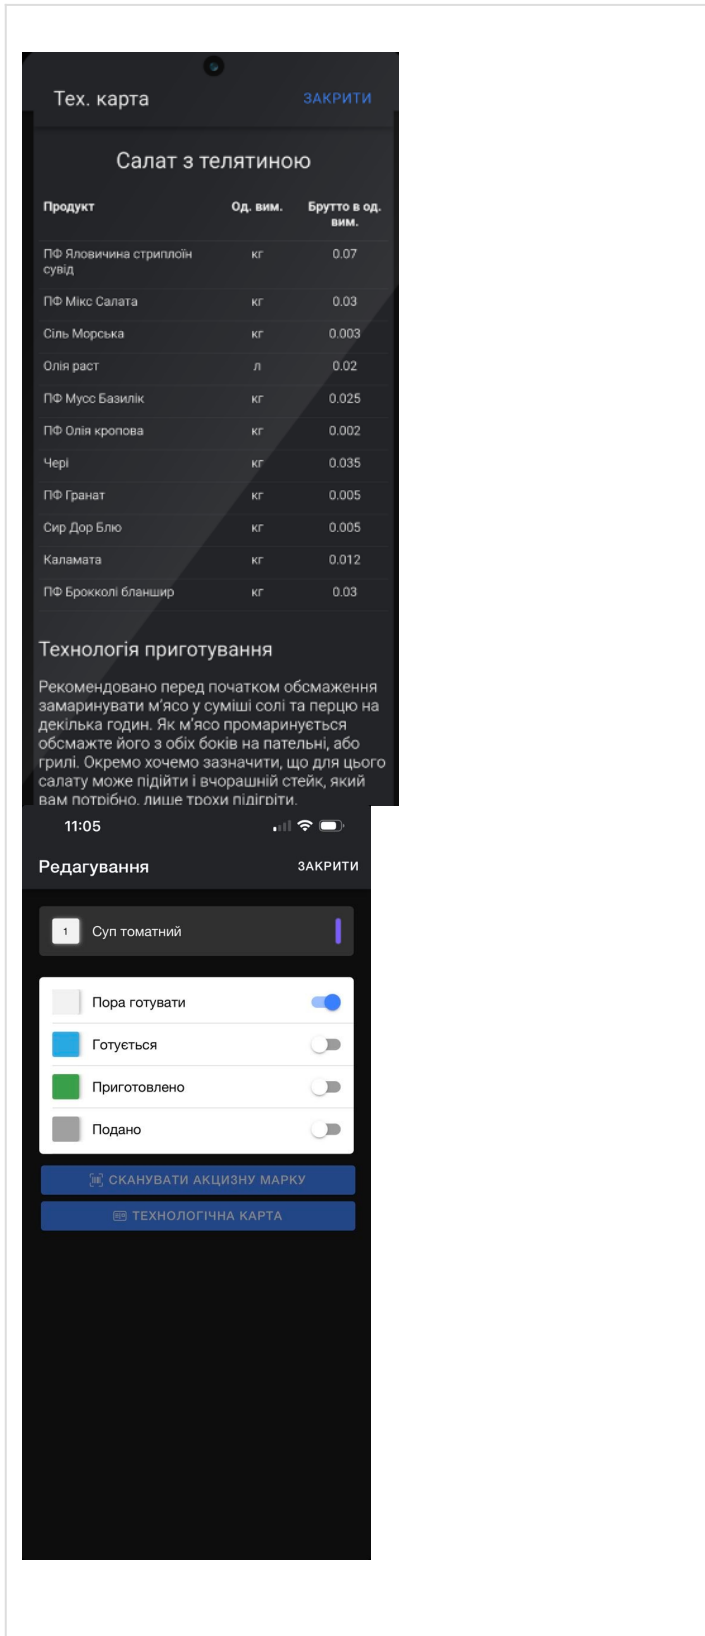 Тех. карта ЗАКРИТИ
Салат з телятиною
Продукт Од. вим. Брутто в од. вим.
ПФ Яловичина стриплоїн сувід кг 0.07
ПФ Мікс Салата кг 0.03
Сіль Морська кг 0.003
Олія раст л 0.02
ПФ Мусс Базилік кг 0.025
ПФ Олія кропова кг 0.002
Чері кг 0.035
ПФ Гранат кг 0.005
Сир Дор Блю кг 0.005
Каламата кг 0.012
ПФ Брокколі бланшир кг 0.03
Технологія приготування
Рекомендовано перед початком обсмаження
замаринувати м’ясо у суміші солі та перцю на
декілька годин. Як м’ясо промаринується
обсмажте його з обіх боків на пательні, або
грилі. Окремо хочемо зазначити, що для цього
салату може підійти і вчорашній стейк, який
вам потрібно, лише трохи підігріти.
11:05
Редагування ЗАКРИТИ
1 Суп томатний
Пора готувати
Готується
Приготовлено
Подано
СКАНУВАТИ АКЦИЗНУ МАРКУ
ТЕХНОЛОГІЧНА КАРТА